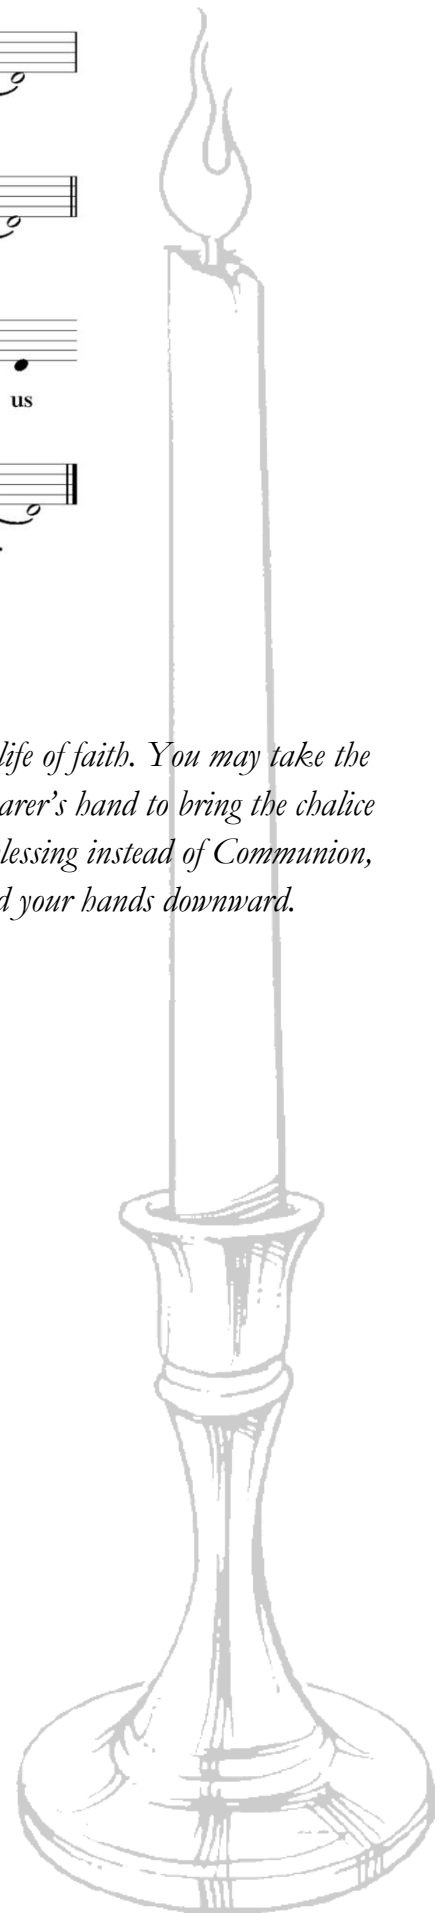 us
.
life of faith. You may take the
arer's hand to bring the chalice
lessing instead of Communion,
d your hands downward.